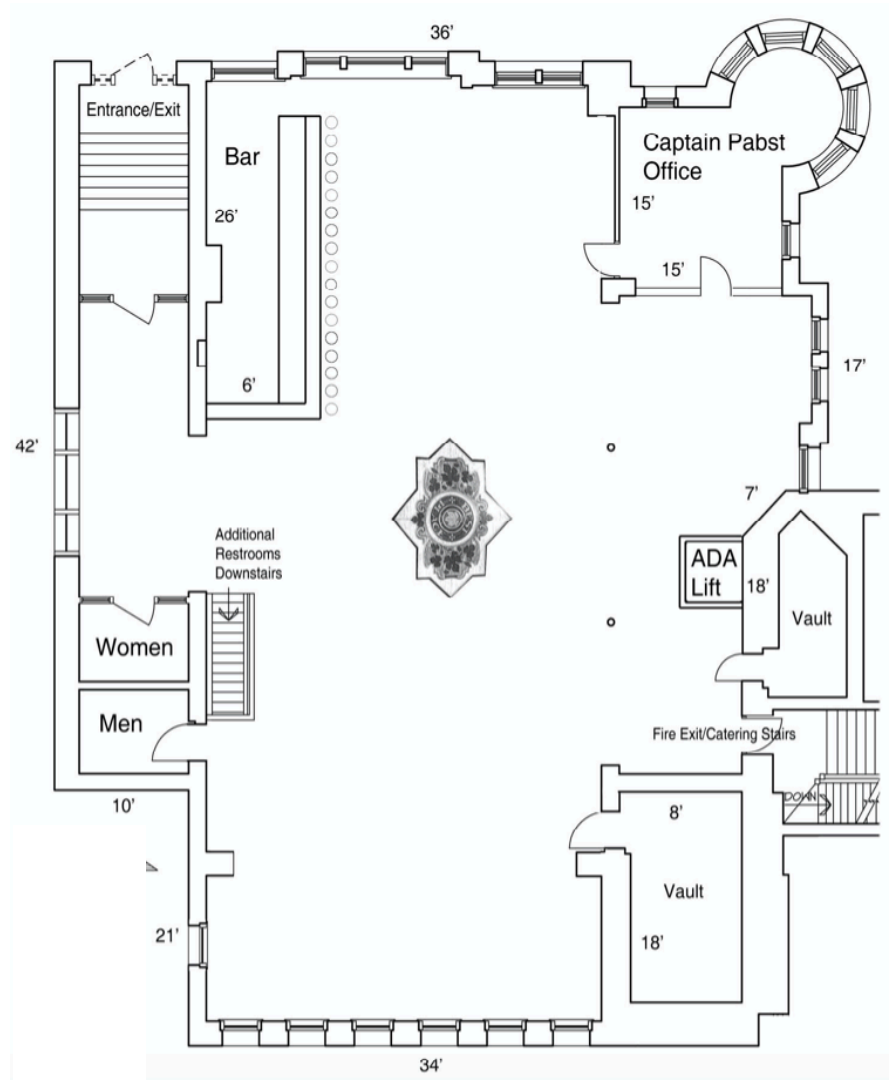 36'
Entrance/Exit
Bar
Captain Pabst
Office
26'
15'
15'
6'
17'
42'
7'
Additional
Restrooms
Downstairs
ADA
Lift
18'
Vault
Women
Men
Fire Exit/Catering Stairs
DOWN
10'
8'
Vault
21'
18'
34'